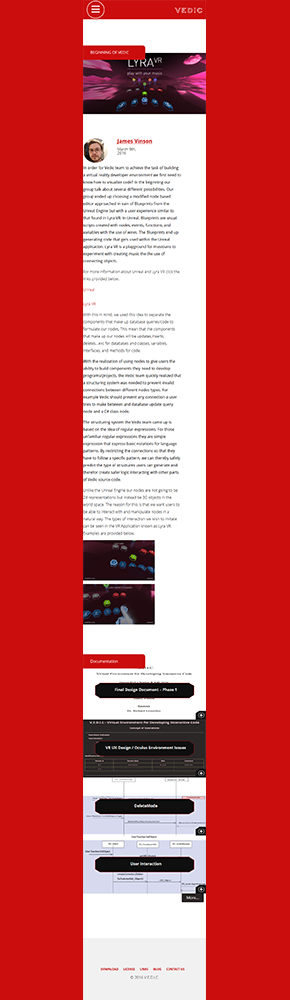 VEDIC
BEGINNING OF VEDIC
LYRA VR
play with your music
James Vinson
March 8th,
2016
In order for Vedic team to achieve the task of building
a virtual reality developer environment we first need to
know how to visualize code? In the beginning our
group talk about several different possibilities. Our
group ended up choosing a modified node based
editor approached in vain of Blueprints from the
Unreal Engine but with a user experience similar to
that found in Lyra VR. In Unreal, Blueprints are visual
scripts created with nodes, events, functions, and
variables with the use of wires. The Blueprints end up
generating code that gets used within the Unreal
application. Lyra VR is a playground for musicians to
experiment with creating music the the use of
connecting objects.
For more information about Unreal and Lyra VR click the
links provided below.
Unreal
Lyra VR
With this in mind, we used this idea to separate the
components that make up database queries/code to
formulate our nodes. This mean that the components
that make up our nodes will be updates, inserts,
deletes...and for databases and classes, variables,
interfaces, and methods for code.
With the realization of using nodes to give users the
ability to build components they need to develop
programs/projects, the Vedic team quickly realized that
a structuring system was needed to prevent invalid
connections between different nodes types. For
example Vedic should prevent any connection a user
tries to make between and database update query
node and a C# class node.
The structuring system the Vedic team came up is
based on the idea of regular expressions. For those
unfamiliar regular expressions they are simple
expression that express basic notations for language
patterns. By restricting the connections so that they
have to follow a specific pattern, we can thereby safely
predict the type of structures users can generate and
therefor create safer logic interacting with other parts
of Vedic source-code.
Unlike the Unreal Engine our nodes are not going to be
2d representations but instead be 3D objects in the
world space. The reason for this is that we want users to
be able to interact with and manipulate nodes in a
natural way. The types of interaction we wish to imitate
can be seen in the VR Application known as Lyra VR.
Examples are provided below.
Documentation
Final Design Document - Phase 1
Dr. Richard
V.E.D.I.C. - Virtual Environment for Developing Interactive Code
Concept of Operations
VR UX Design / Oculus Environment Issues
DeleteNode
User Interaction
More...
DOWNLOAD LICENSE LINKS BLOG CONTACT US
© 2016 V.E.D.I.C